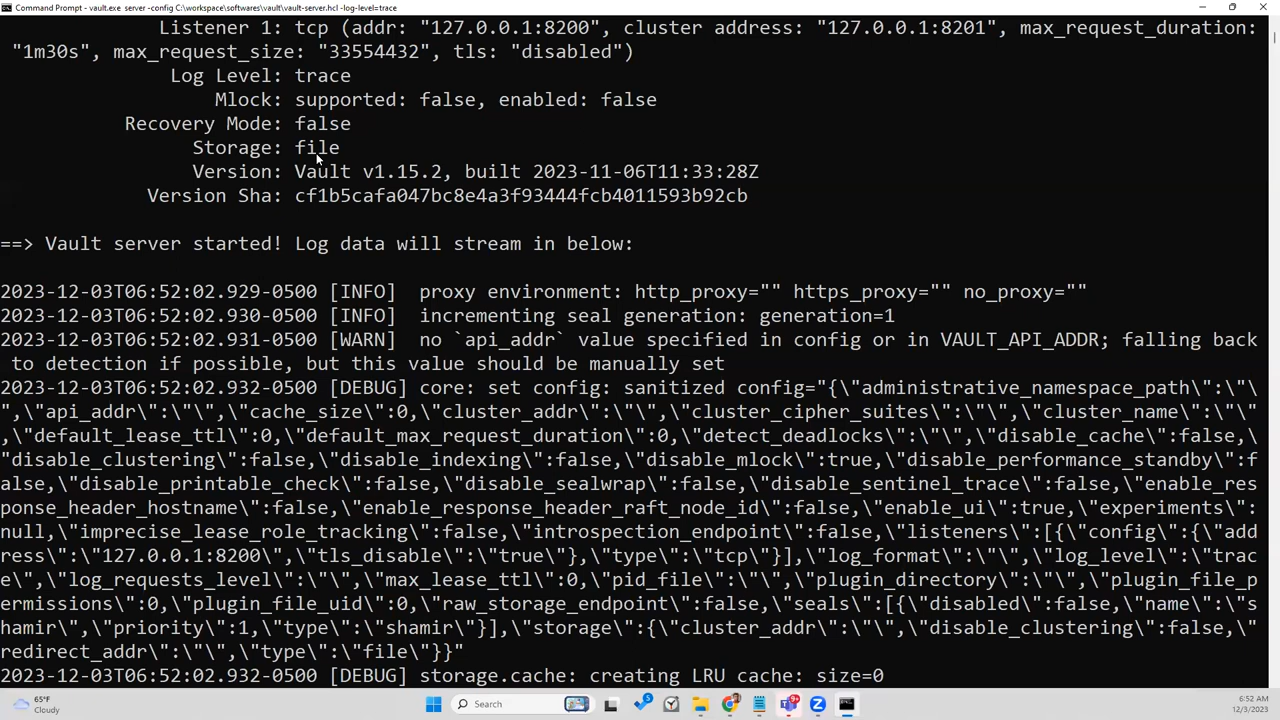 Command Prompt - vault.exe server -config C:\workspace\softwares\vault\vault-server.hcl -log-level=trace
Listener 1: tcp (addr: "127.0.0.1:8200", cluster address: "127.0.0.1:8201", max_request_duration:
"1m30s", max_request_size: "33554432", tls: "disabled")
Log Level: trace
Mlock: supported: false, enabled: false
Recovery Mode: false
Storage: file
Version: Vault v1.15.2, built 2023-11-06T11:33:28Z
Version Sha: cf1b5cafa047bc8e4a3f93444fcb4011593b92cb
==> Vault server started! Log data will stream in below:
2023-12-03T06:52:02.929-0500 [INFO]  proxy environment: http_proxy="" https_proxy="" no_proxy=""
2023-12-03T06:52:02.930-0500 [INFO]  incrementing seal generation: generation=1
2023-12-03T06:52:02.931-0500 [WARN]  no `api_addr` value specified in config or in VAULT_API_ADDR; falling back
to detection if possible, but this value should be manually set
2023-12-03T06:52:02.932-0500 [DEBUG] core: set config: sanitized config="{\"administrative_namespace_path\":\"\
",\"api_addr\":\"\",\"cache_size\":0,\"cluster_addr\":\"\",\"cluster_cipher_suites\":\"\",\"cluster_name\":\"\"
,\"default_lease_ttl\":0,\"default_max_request_duration\":0,\"detect_deadlocks\":\"\",\"disable_cache\":false,\
"disable_clustering\":false,\"disable_indexing\":false,\"disable_mlock\":true,\"disable_performance_standby\":f
alse,\"disable_printable_check\":false,\"disable_sealwrap\":false,\"disable_sentinel_trace\":false,\"enable_res
ponse_header_hostname\":false,\"enable_response_header_raft_node_id\":false,\"enable_ui\":true,\"experiments\":
null,\"imprecise_lease_role_tracking\":false,\"introspection_endpoint\":false,\"listeners\":[{\"config\":{\"add
ress\":\"127.0.0.1:8200\",\"tls_disable\":\"true\"},\"type\":\"tcp\"}],\"log_format\":\"\",\"log_level\":\"trac
e\",\"log_requests_level\":\"\",\"max_lease_ttl\":0,\"pid_file\":\"\",\"plugin_directory\":\"\",\"plugin_file_p
ermissions\":0,\"plugin_file_uid\":0,\"raw_storage_endpoint\":false,\"seals\":[{\"disabled\":false,\"name\":\"s
hamir\",\"priority\":1,\"type\":\"shamir\"}],\"storage\":{\"cluster_addr\":\"\",\"disable_clustering\":false,\"
redirect_addr\":\"\",\"type\":\"file\"}}"
2023-12-03T06:52:02.932-0500 [DEBUG] storage.cache: creating LRU cache: size=0
65°F
Cloudy
Search
5
9+
6:52 AM
12/3/2023